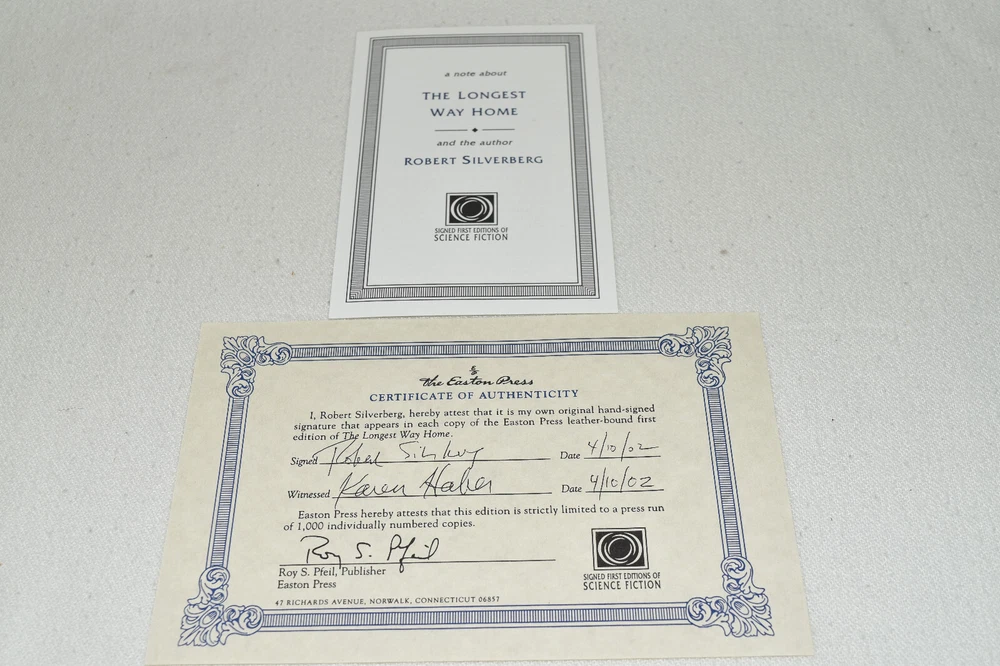 a note about
THE LONGEST
WAY HOME
and the author
ROBERT SILVERBERG
SIGNED FIRST EDITIONS OF
SCIENCE FICTION
The Easton Press
CERTIFICATE OF AUTHENTICITY
I, Robert Silverberg, hereby attest that it is my own original hand-signed
signature that appears in each copy of the Easton Press leather-bound first
edition of The Longest Way Home.
Signed Robert Silverberg Date 4/10/02
Witnessed Karen Haber Date 4/10/02
Easton Press hereby attests that this edition is strictly limited to a press run
of 1,000 individually numbered copies.
Roy S. Pfeil
Roy S. Pfeil, Publisher
Easton Press
SIGNED FIRST EDITIONS OF
SCIENCE FICTION
47 RICHARDS AVENUE, NORWALK, CONNECTICUT 06857